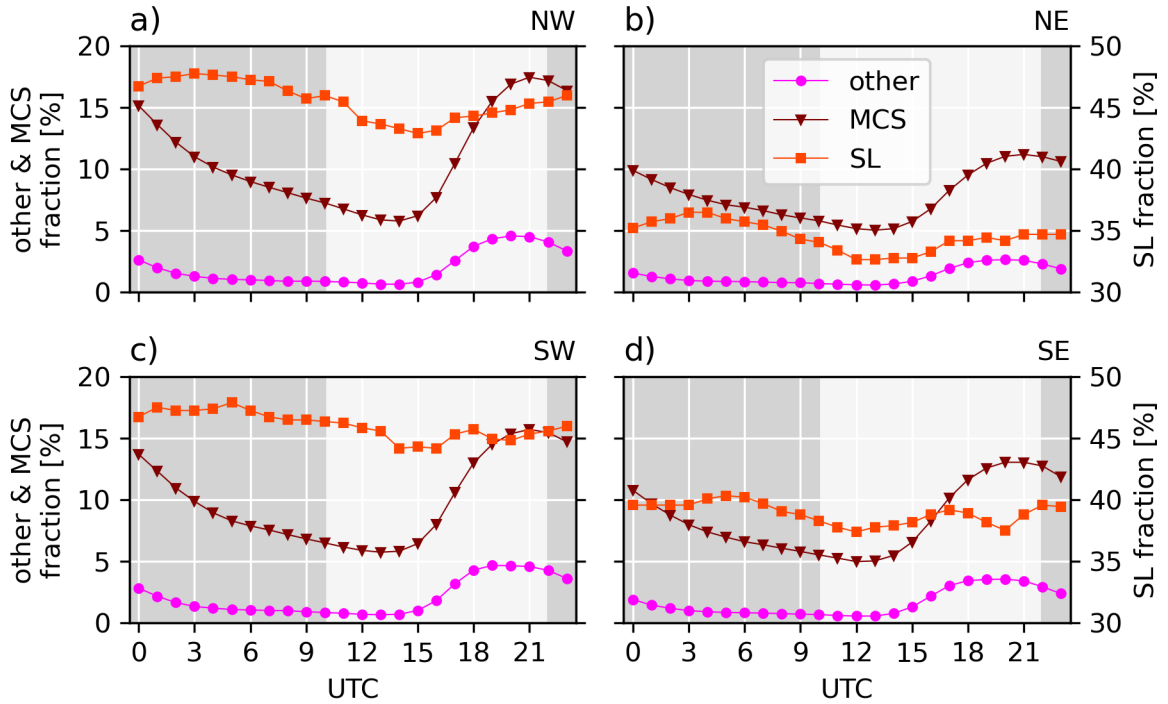 a) NW
b) NE
20 50
15 45
10 40
5 35
0 30
other & MCS
fraction [%]
SL fraction [%]
other
MCS
SL
c) SW
d) SE
20 50
15 45
10 40
5 35
0 30
other & MCS
fraction [%]
SL fraction [%]
0 3 6 9 12 15 18 21
0 3 6 9 12 15 18 21
UTC
UTC